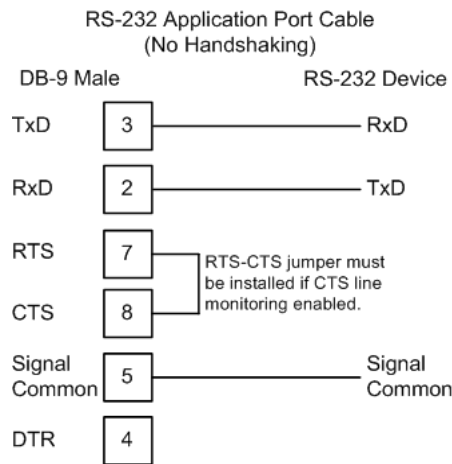 RS-232 Application Port Cable
(No Handshaking)
DB-9 Male
RS-232 Device
TxD 3 RxD
RxD 2 TxD
RTS 7
RTS-CTS jumper must
be installed if CTS line
monitoring enabled.
CTS 8
Signal
Common 5 Signal
Common
DTR 4